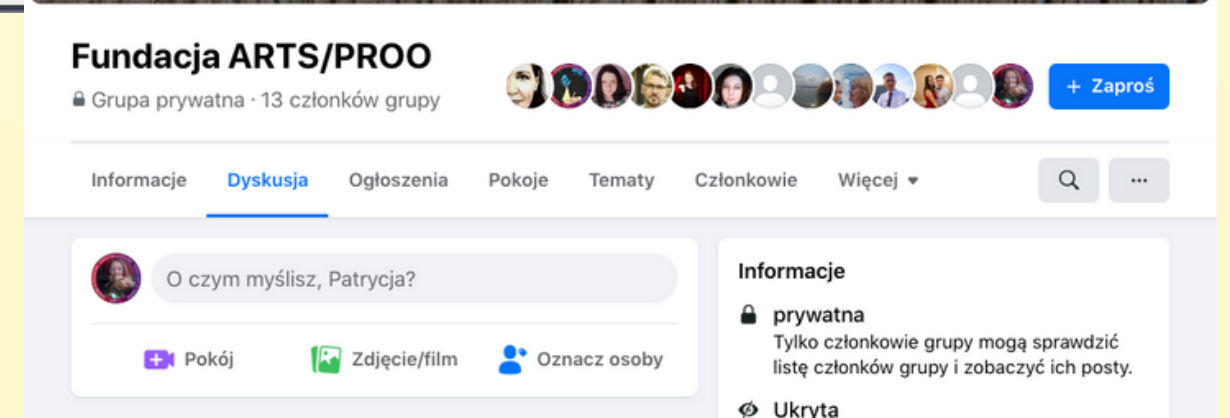 Fundacja ARTS/PROO
Grupa prywatna · 13 członków grupy
+ Zaproś
Informacje Dyskusja Ogłoszenia Pokoje Tematy Członkowie Więcej
O czym myślisz, Patrycja?
Pokój Zdjęcie/film Oznacz osoby
Informacje
prywatna
Tylko członkowie grupy mogą sprawdzić
listę członków grupy i zobaczyć ich posty.
Ukryta